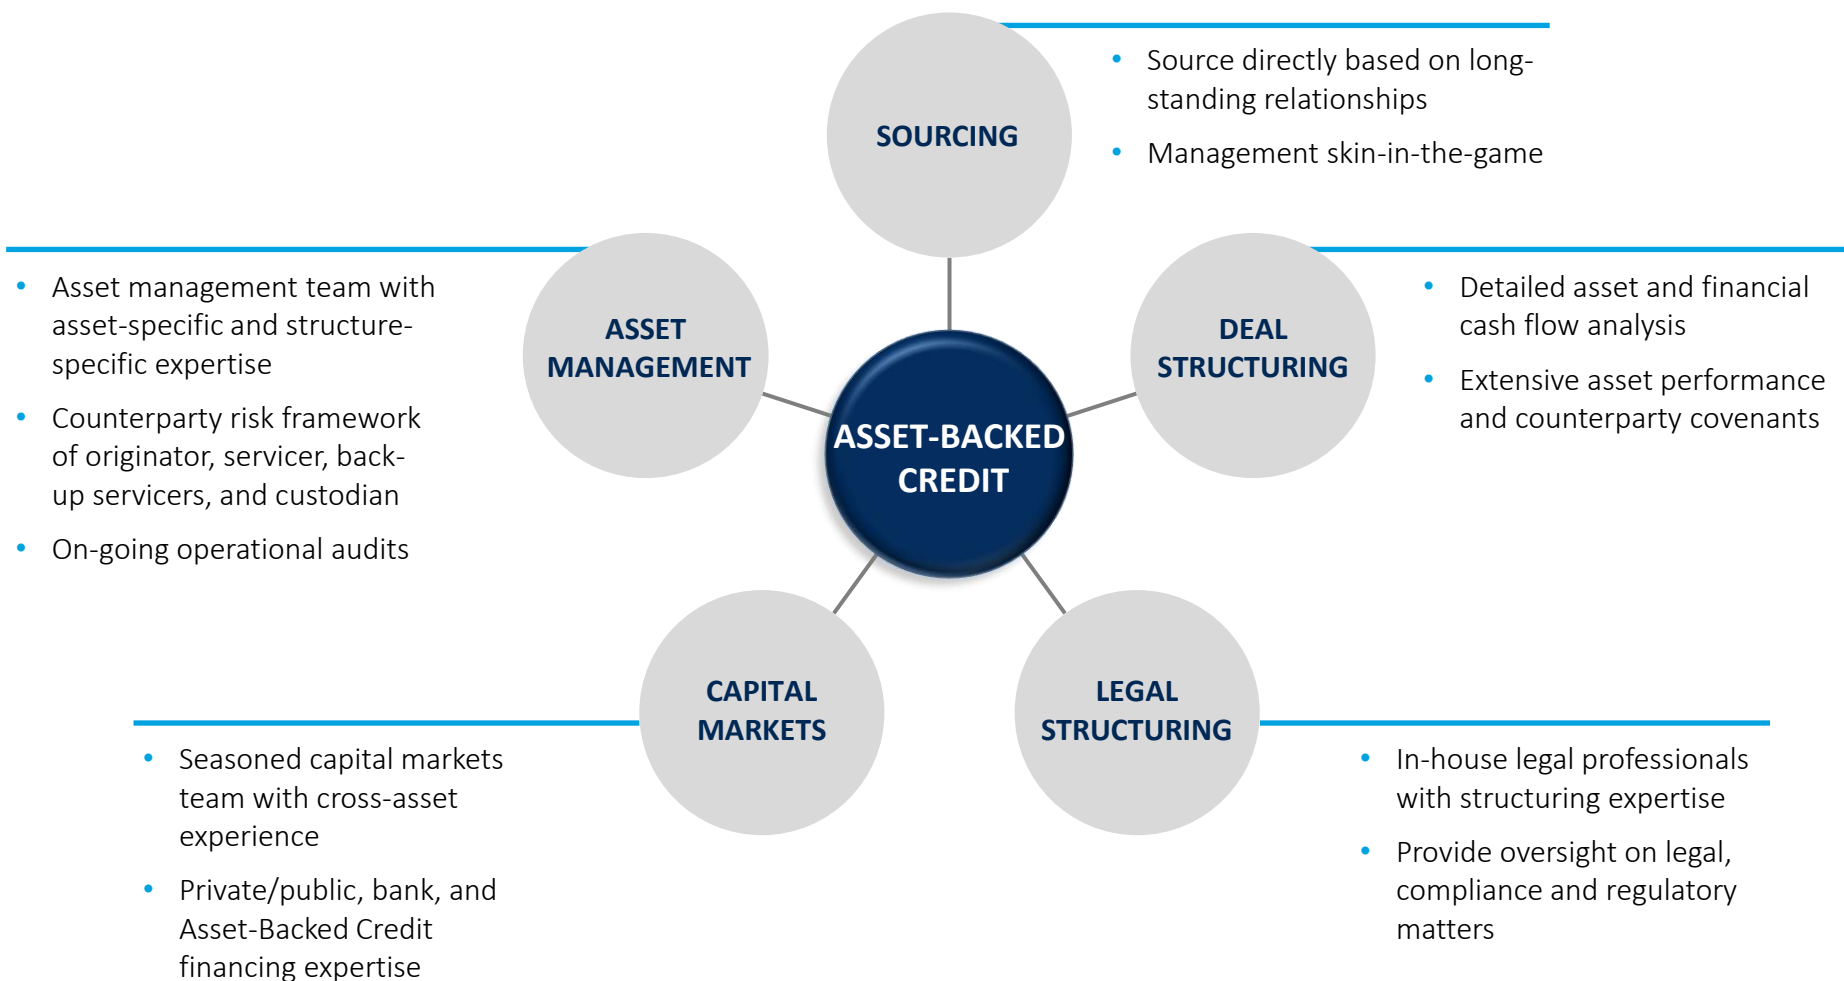 SOURCING
• Source directly based on long-
standing relationships
• Management skin-in-the-game
ASSET
MANAGEMENT
• Asset management team with
asset-specific and structure-
specific expertise
• Counterparty risk framework
of originator, servicer, back-
up servicers, and custodian
• On-going operational audits
DEAL
STRUCTURING
• Detailed asset and financial
cash flow analysis
• Extensive asset performance
and counterparty covenants
ASSET-BACKED
CREDIT
CAPITAL
MARKETS
• Seasoned capital markets
team with cross-asset
experience
• Private/public, bank, and
Asset-Backed Credit
financing expertise
LEGAL
STRUCTURING
• In-house legal professionals
with structuring expertise
• Provide oversight on legal,
compliance and regulatory
matters